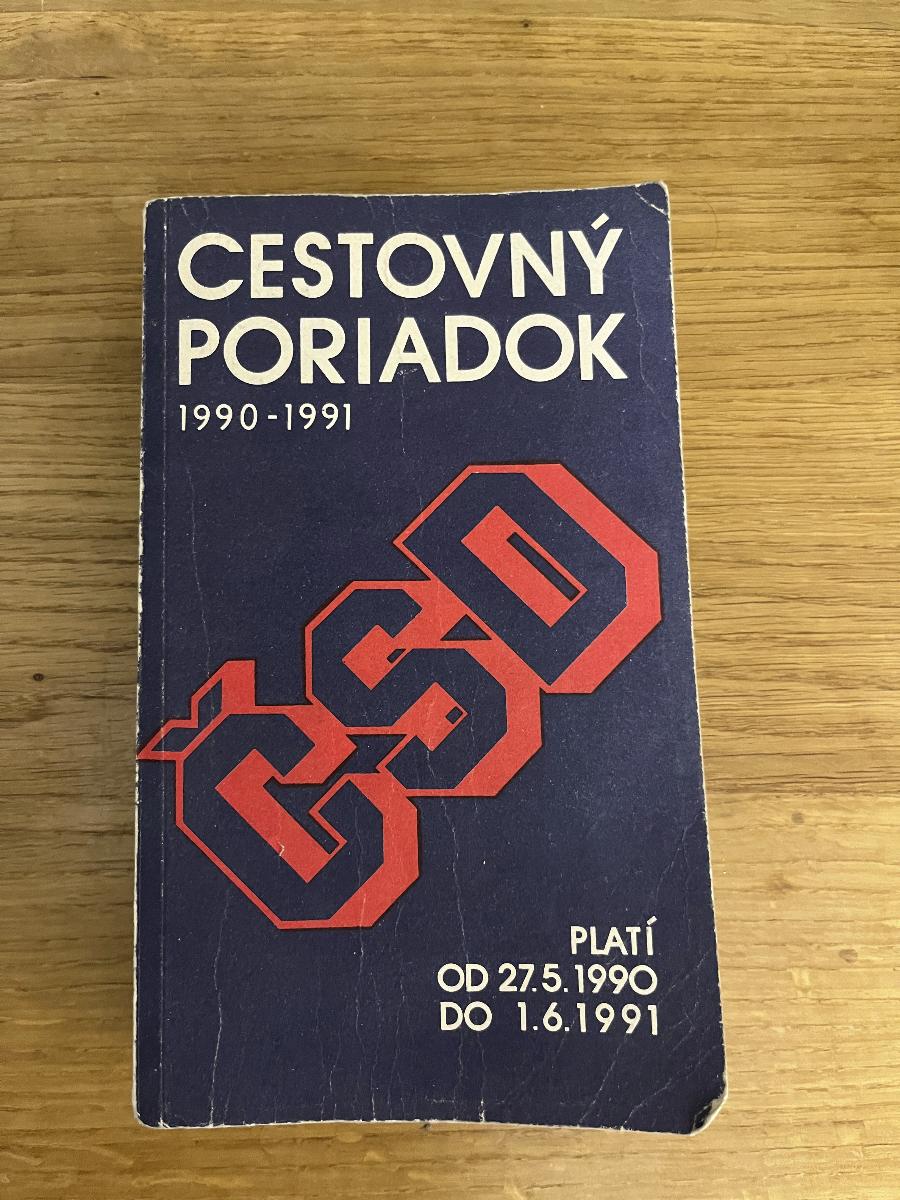 CESTOVNÝ
PORIADOK
1990-1991
ČSD
PLATÍ
OD 27.5.1990
DO 1.6.1991